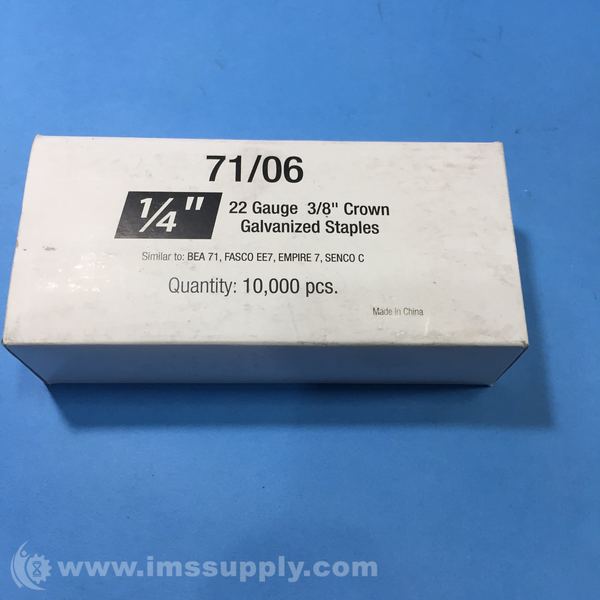 71/06
1/4"
22 Gauge 3/8" Crown
Galvanized Staples
Similar to: BEA 71, FASCO EE7, EMPIRE 7, SENCO C
Quantity: 10,000 pcs.
Made In China
www.imssupply.com